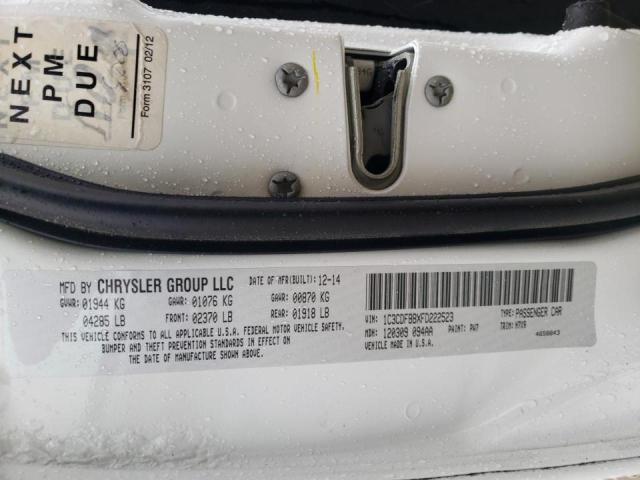 NEXT
PM
DUE
Form 3107 02/12
MFD BY CHRYSLER GROUP LLC DATE OF MFR(BUILT): 12-14
GVWR: 01944 KG GAWR: 01076 KG GAWR: 00870 KG
04285 LB FRONT: 02370 LB REAR: 01918 LB
THIS VEHICLE CONFORMS TO ALL APPLICABLE U.S.A. FEDERAL MOTOR VEHICLE SAFETY,
BUMPER AND THEFT PREVENTION STANDARDS IN EFFECT ON
THE DATE OF MANUFACTURE SHOWN ABOVE.
VIN: 1C3CDFBBXFD222523 TYPE: PASSENGER CAR
MDH: 120309 094AA PAINT: PW7 TRIM: H7X9
VEHICLE MADE IN U.S.A. 4658043